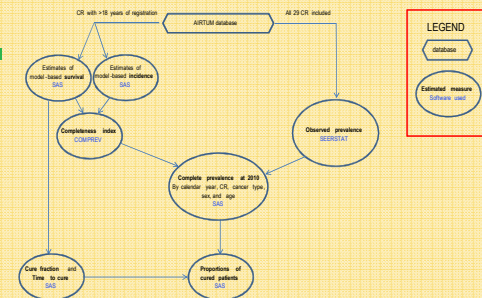 CR with >18 years of registration
AIRTUM database
All 29 CR included
LEGEND
database
Estimated measure
Software used
Estimates of
model-based survival
SAS
Estimates of
model-based incidence
SAS
Completeness index
COMPREV
Observed prevalence
SEERSTAT
Complete prevalence at 2010
By calendar year, CR, cancer type,
sex, and age
SAS
Cure fraction and
Time to cure
SAS
Proportions of
cured patients
SAS